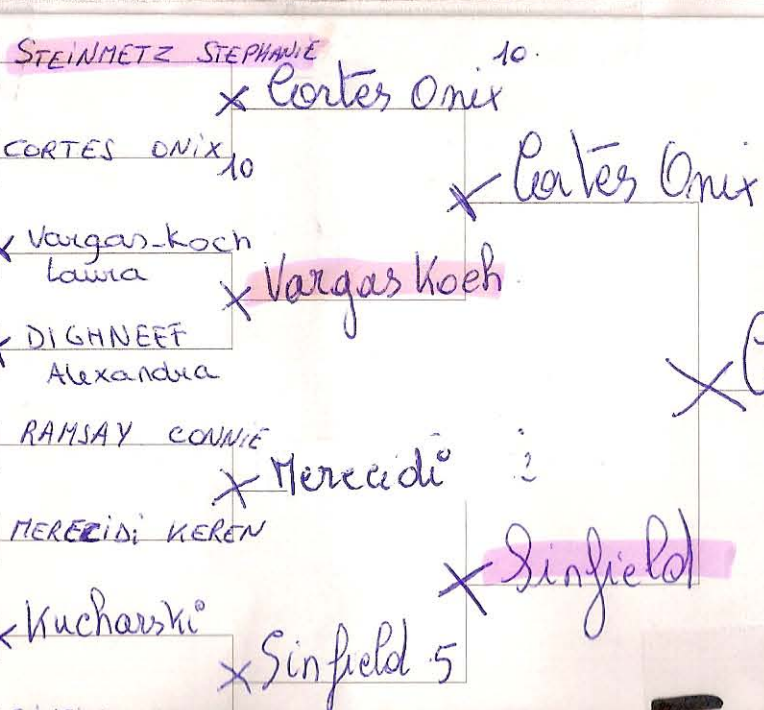 STEINMETZ STEPHANIE
10.
Cortes Onix
CORTES ONIX
10
Cortes Onix
Vargas-Koch
Laura
Vargas Koch
DIGHNEEF
Alexandra
RAMSAY CONNIE
Merecidi
?
MERECIDI KEREN
Sinfield
Kucharski
Sinfield 5